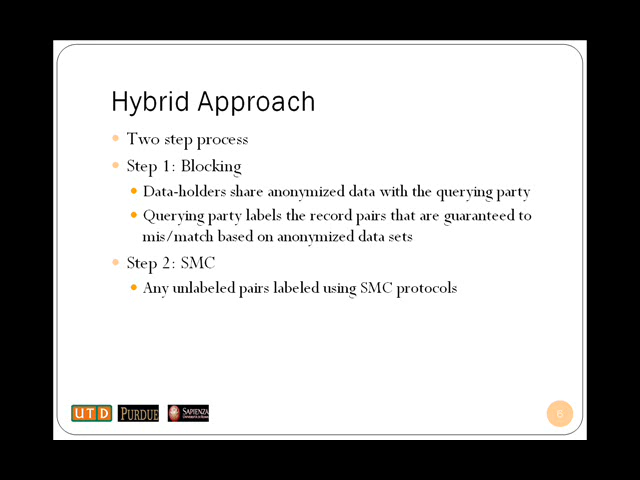 Hybrid Approach
Two step process
Step 1: Blocking
Data-holders share anonymized data with the querying party
Querying party labels the record pairs that are guaranteed to
mis/match based on anonymized data sets
Step 2: SMC
Any unlabeled pairs labeled using SMC protocols
UTD PURDUE SAPIENZA